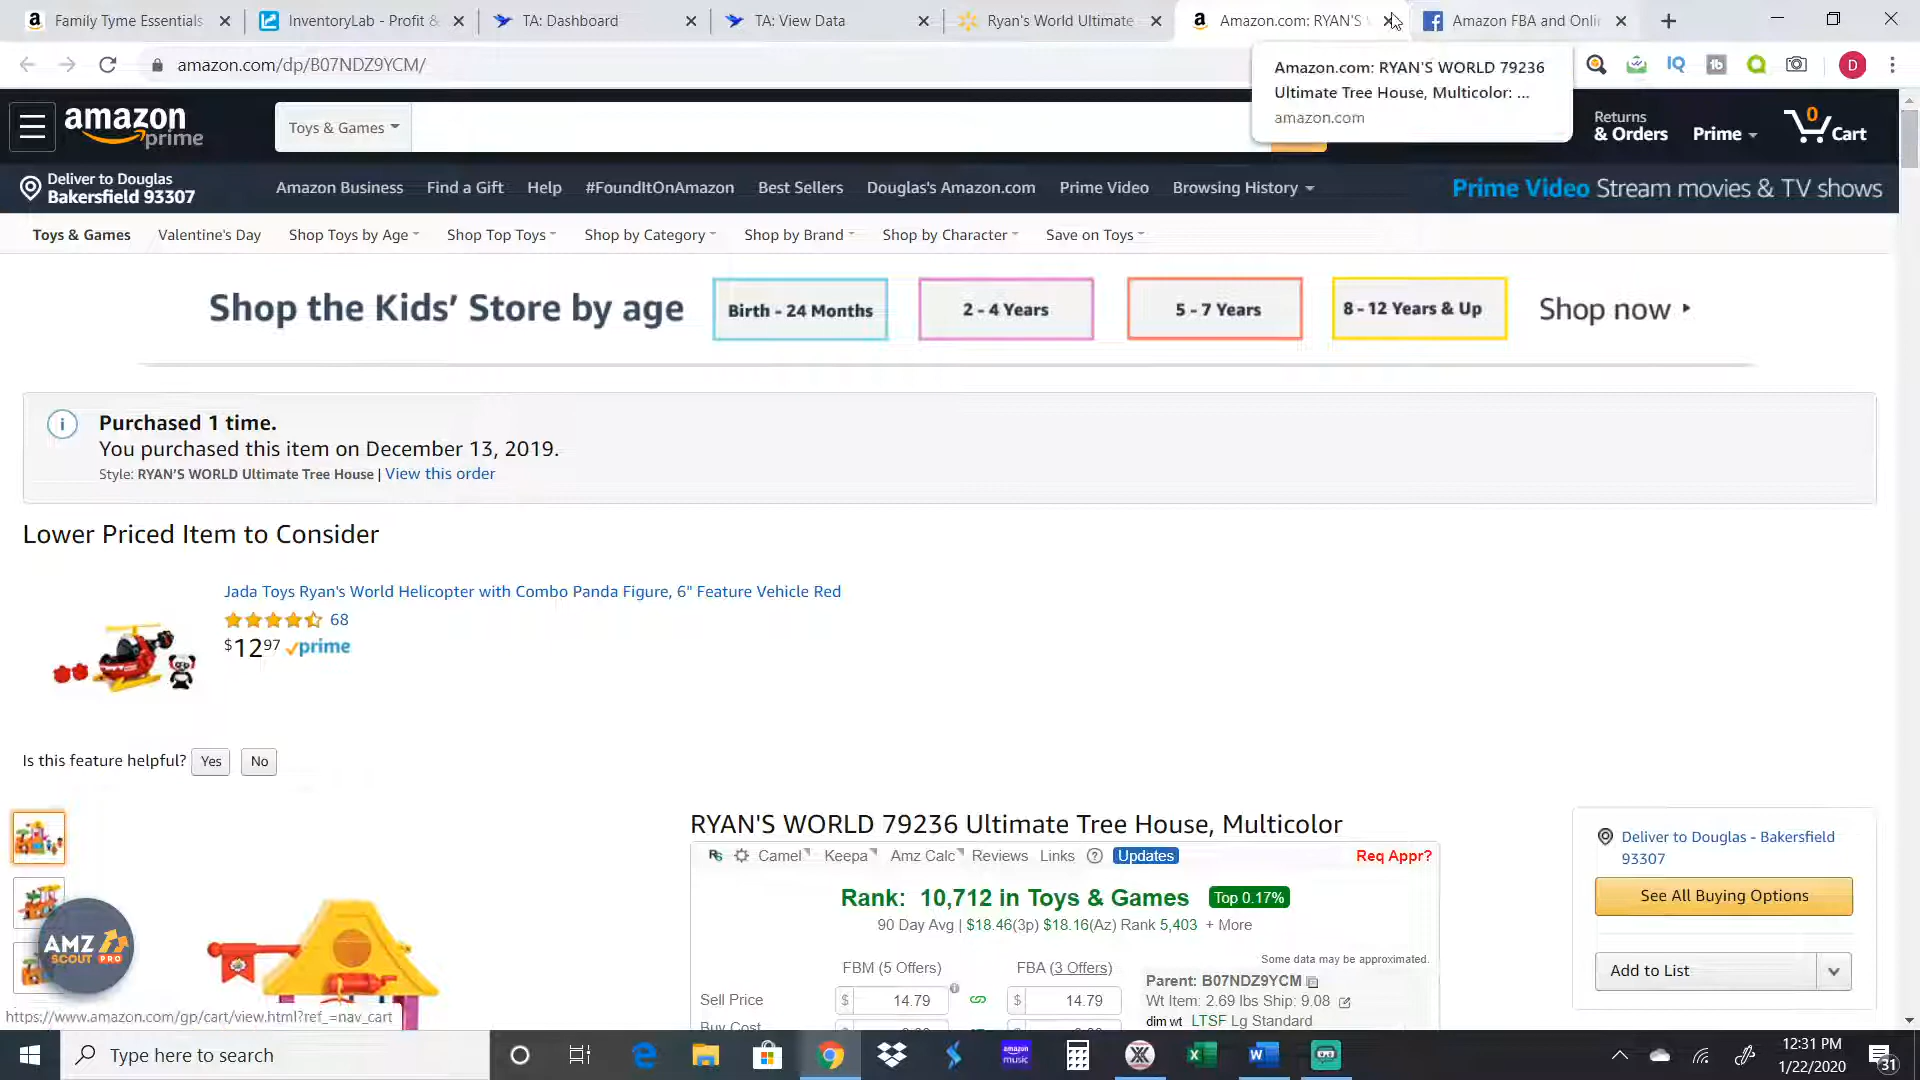 Family Tyme Essentials
InventoryLab - Profit &
TA: Dashboard
TA: View Data
Ryan's World Ultimate
Amazon.com: RYAN'S
Amazon FBA and Onli
amazon.com/dp/B07NDZ9YCM/
Amazon.com: RYAN'S WORLD 79236
Ultimate Tree House, Multicolor: ...
amazon.com
IQ
tb
D
amazon prime
Toys & Games
Returns
& Orders
Prime
0
Cart
Deliver to Douglas
Bakersfield 93307
Amazon Business
Find a Gift
Help
#FoundItOnAmazon
Best Sellers
Douglas's Amazon.com
Prime Video
Browsing History
Prime Video Stream movies & TV shows
Toys & Games
Valentine's Day
Shop Toys by Age
Shop Top Toys
Shop by Category
Shop by Brand
Shop by Character
Save on Toys
Shop the Kids’ Store by age
Birth - 24 Months
2 - 4 Years
5 - 7 Years
8 - 12 Years & Up
Shop now
Purchased 1 time.
You purchased this item on December 13, 2019.
Style: RYAN’S WORLD Ultimate Tree House | View this order
Lower Priced Item to Consider
Jada Toys Ryan's World Helicopter with Combo Panda Figure, 6" Feature Vehicle Red
68
$1297 prime
Is this feature helpful?
Yes
No
RYAN'S WORLD 79236 Ultimate Tree House, Multicolor
RS
Camel
Keepa
Amz Calc
Reviews
Links
Updates
Req Appr?
Rank: 10,712 in Toys & Games
Top 0.17%
90 Day Avg | $18.46(3p) $18.16(Az) Rank 5,403 + More
Some data may be approximated.
FBM (5 Offers)
FBA (3 Offers)
Parent: B07NDZ9YCM
Sell Price
$ 14.79
$ 14.79
Wt Item: 2.69 lbs Ship: 9.08
dim wt LTSF Lg Standard
Buy Cost
Deliver to Douglas - Bakersfield
93307
See All Buying Options
Add to List
AMZ
SCOUT PRO
https://www.amazon.com/gp/cart/view.html?ref_=nav_cart
Type here to search
amazon
music
12:31 PM
1/22/2020
31